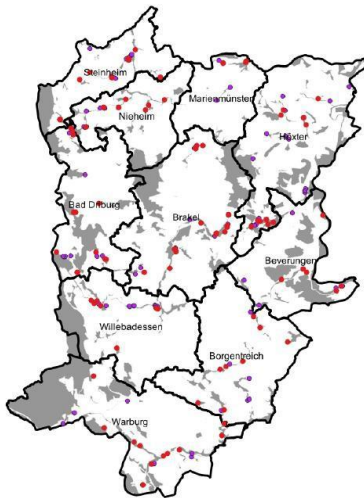 Steinheim
Marienmünster
Nieheim
Höxter
Bad Driburg
Brakel
Beverungen
Willebadessen
Borgentreich
Warburg